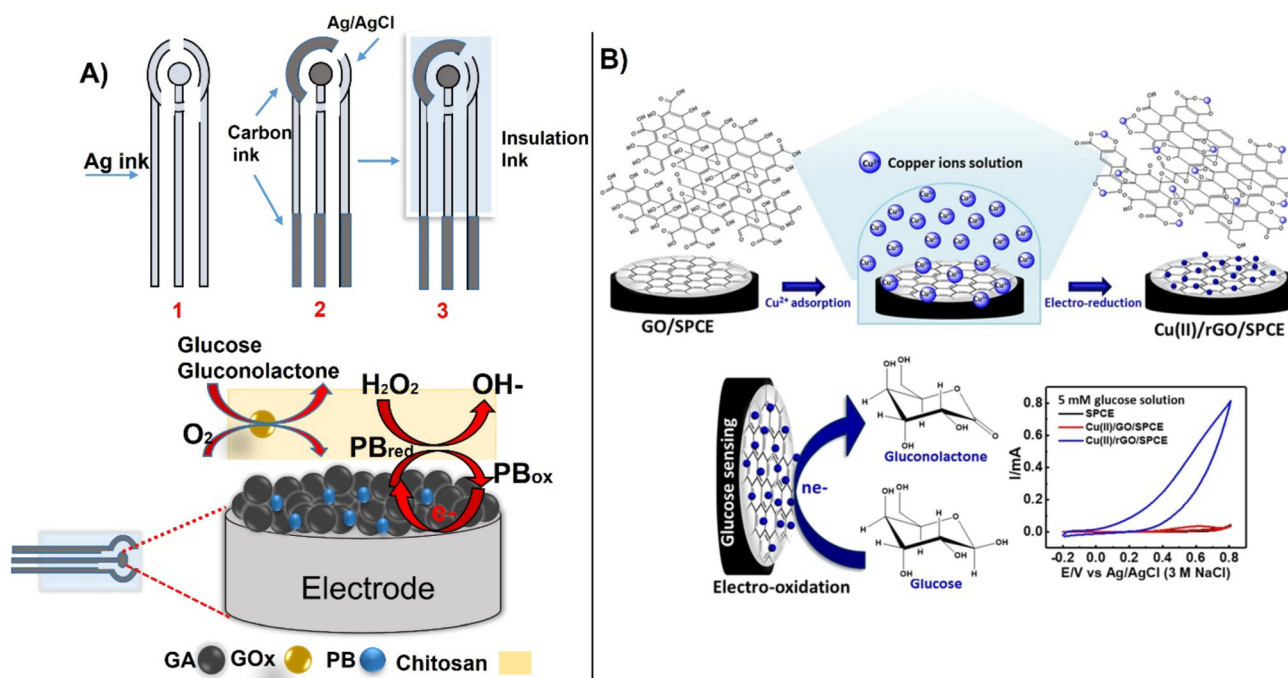 A)
Ag/AgCl
Ag ink
Carbon
ink
Insulation
Ink
1
2
3
Glucose
Gluconolactone
O2
H2O2
OH-
PBred
PBox
e-
Electrode
GA
GOx
PB
Chitosan
B)
Cu2+ Copper ions solution
GO/SPCE
Cu2+ adsorption
Electro-reduction
Cu(II)/rGO/SPCE
Glucose sensing
Electro-oxidation
ne-
Gluconolactone
Glucose
5 mM glucose solution
SPCE
Cu(II)/GO/SPCE
Cu(II)/rGO/SPCE
I/mA
0.8
0.6
0.4
0.2
0.0
-0.2 0.0 0.2 0.4 0.6 0.8
E/V vs Ag/AgCl (3 M NaCl)